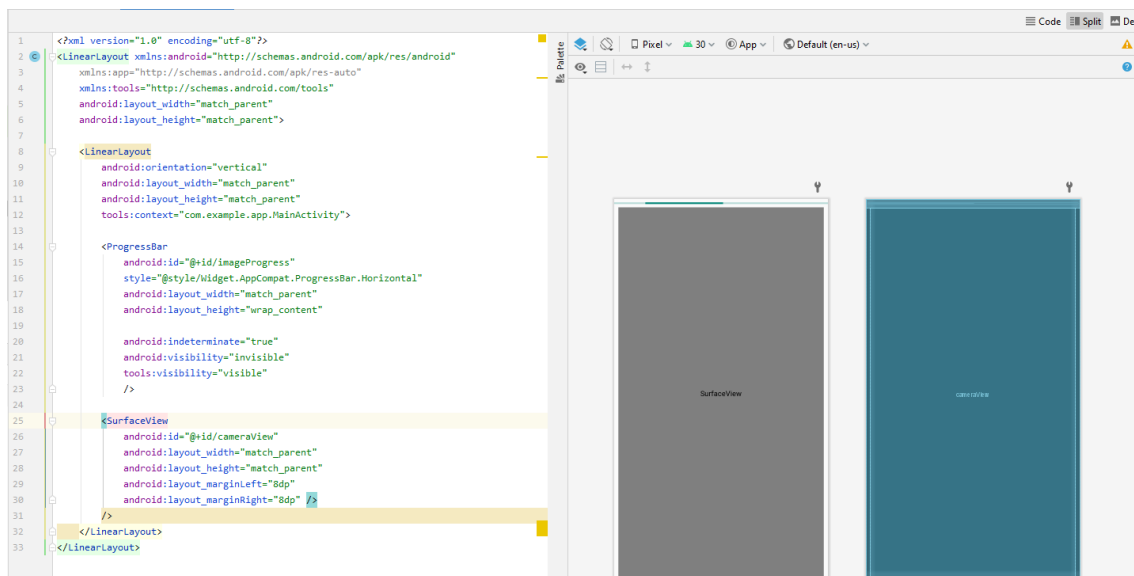 Code Split De
1 <?xml version="1.0" encoding="utf-8"?>
2 C <LinearLayout xmlns:android="http://schemas.android.com/apk/res/android"
3 xmlns:app="http://schemas.android.com/apk/res-auto"
4 xmlns:tools="http://schemas.android.com/tools"
5 android:layout_width="match_parent"
6 android:layout_height="match_parent">
7
8 <LinearLayout
9 android:orientation="vertical"
10 android:layout_width="match_parent"
11 android:layout_height="match_parent"
12 tools:context="com.example.app.MainActivity">
13
14 <ProgressBar
15 android:id="@+id/imageProgress"
16 style="@style/Widget.AppCompat.ProgressBar.Horizontal"
17 android:layout_width="match_parent"
18 android:layout_height="wrap_content"
19
20 android:indeterminate="true"
21 android:visibility="invisible"
22 tools:visibility="visible"
23 />
24
25 <SurfaceView
26 android:id="@+id/cameraView"
27 android:layout_width="match_parent"
28 android:layout_height="match_parent"
29 android:layout_marginLeft="8dp"
30 android:layout_marginRight="8dp" />
31 />
32 </LinearLayout>
33 </LinearLayout>
Palette
Pixel 30 App Default (en-us)
?
SurfaceView
cameraView